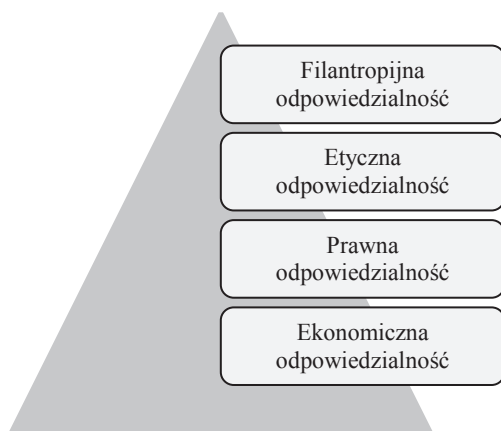 Filantropijna
odpowiedzialność
Etyczna
odpowiedzialność
Prawna
odpowiedzialność
Ekonomiczna
odpowiedzialność